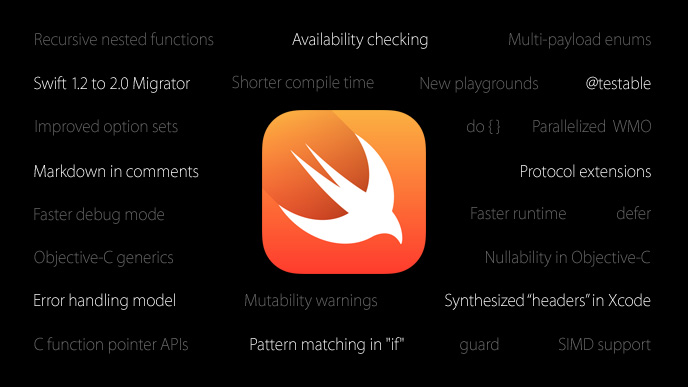 Recursive nested functions Availability checking Multi-payload enums
Swift 1.2 to 2.0 Migrator Shorter compile time New playgrounds @testable
Improved option sets do { } Parallelized WMO
Markdown in comments Protocol extensions
Faster debug mode Faster runtime defer
Objective-C generics Nullability in Objective-C
Error handling model Mutability warnings Synthesized “headers” in Xcode
C function pointer APIs Pattern matching in "if" guard SIMD support